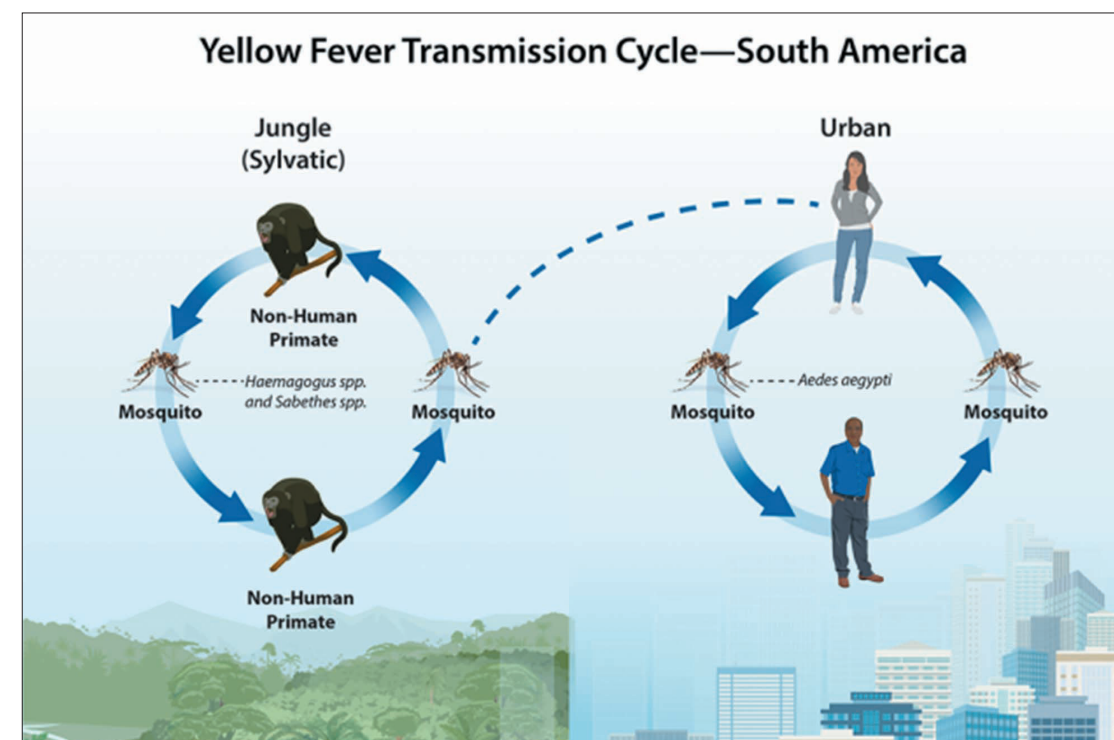 Yellow Fever Transmission Cycle—South America
Jungle
(Sylvatic)
Urban
Non-Human
Primate
Mosquito
Haemagogus spp.
and Sabethes spp.
Mosquito
Mosquito
Aedes aegypti
Mosquito
Non-Human
Primate